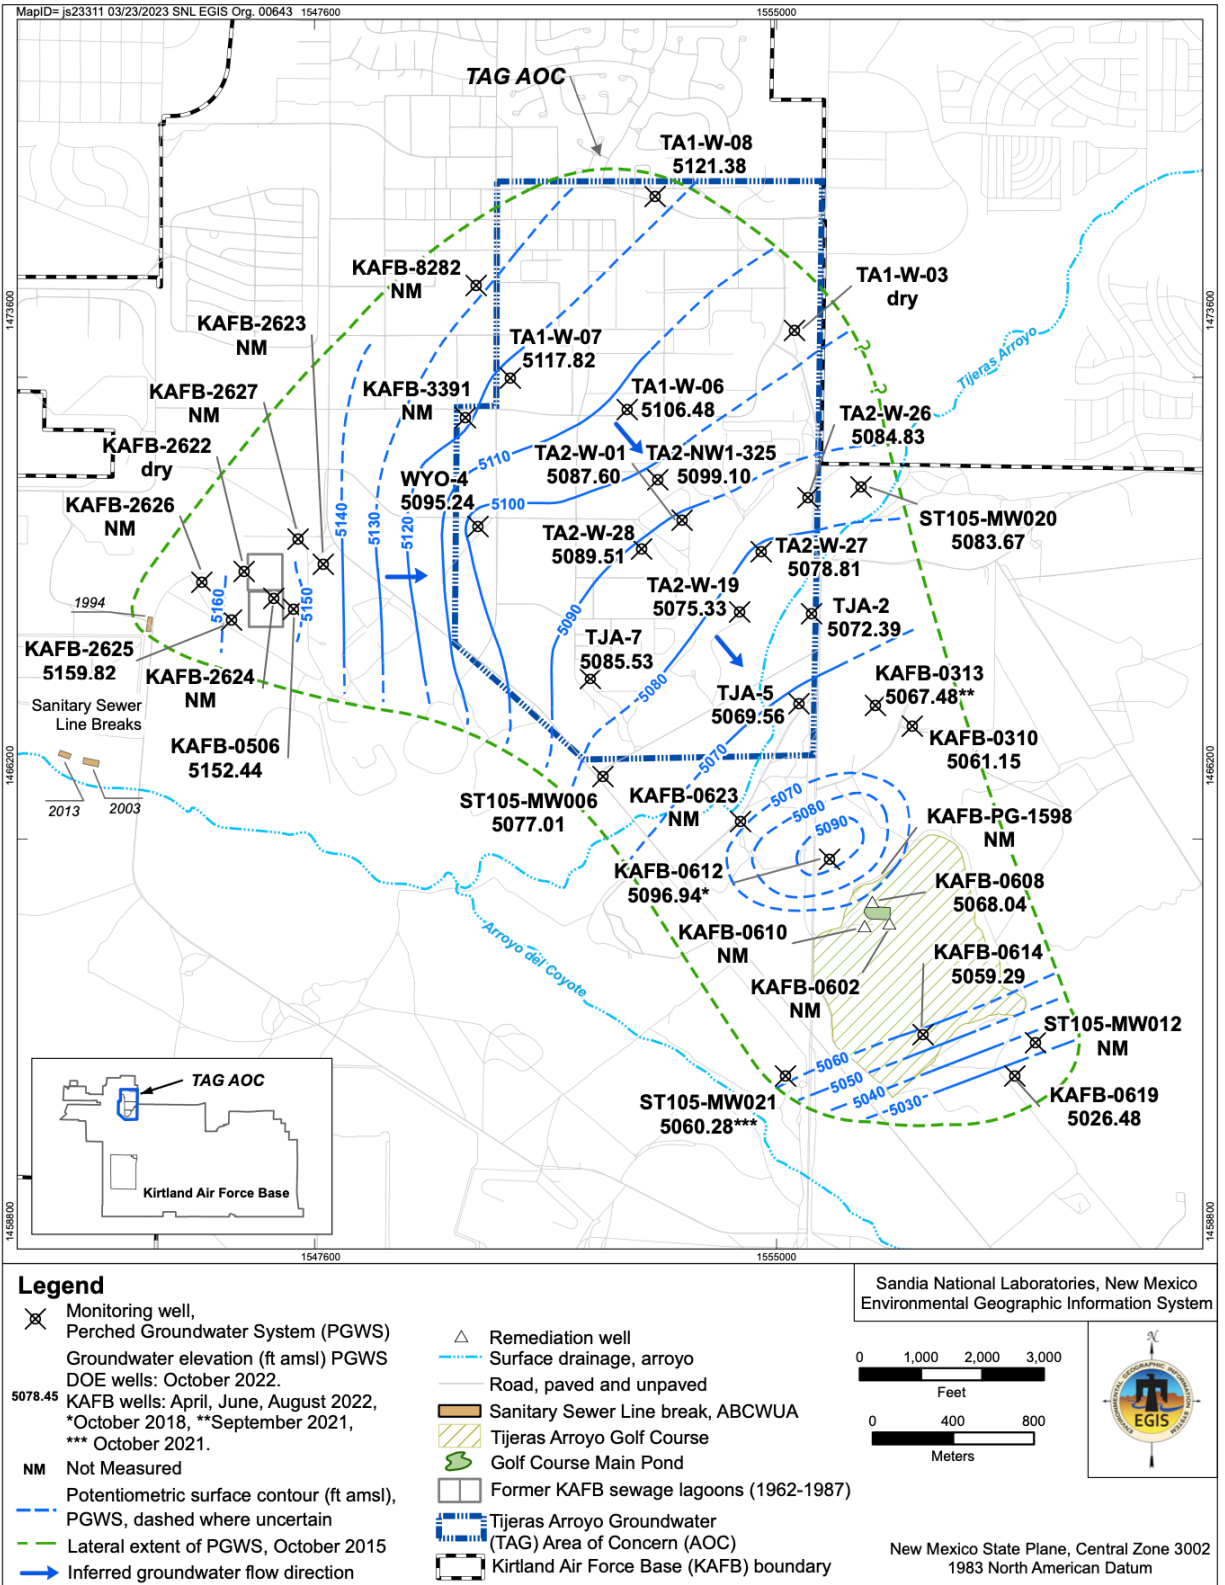 MapID= js23311 03/23/2023 SNL EGIS Org. 00643
1547600
1555000
TAG AOC
TA1-W-08
5121.38
KAFB-8282
NM
TA1-W-03
dry
1473600
1473600
KAFB-2623
NM
TA1-W-07
5117.82
Tijeras Arroyo
?
?
KAFB-2627
NM
KAFB-3391
NM
TA1-W-06
5106.48
TA2-W-26
5084.83
KAFB-2622
dry
5110
TA2-W-01
5087.60
TA2-NW1-325
5099.10
WYO-4
5095.24
KAFB-2626
NM
5140
5130
5120
5100
ST105-MW020
5083.67
TA2-W-28
5089.51
TA2-W-27
5078.81
TA2-W-19
5075.33
TJA-2
5072.39
1994
5160
5150
5090
TJA-7
5085.53
KAFB-2625
5159.82
KAFB-2624
NM
5080
TJA-5
5069.56
KAFB-0313
5067.48**
Sanitary Sewer
Line Breaks
KAFB-0506
5152.44
KAFB-0310
5061.15
5070
1466200
1466200
2013
2003
ST105-MW006
5077.01
KAFB-0623
NM
5070
5080
5090
KAFB-PG-1598
NM
KAFB-0612
5096.94*
KAFB-0608
5068.04
Arroyo del Coyote
KAFB-0610
NM
KAFB-0614
5059.29
KAFB-0602
NM
ST105-MW012
NM
5060
5050
5040
5030
ST105-MW021
5060.28***
KAFB-0619
5026.48
TAG AOC
Kirtland Air Force Base
1458800
1458800
1547600
1555000
Legend
Monitoring well,
Perched Groundwater System (PGWS)
5078.45
Groundwater elevation (ft amsl) PGWS
DOE wells: October 2022.
KAFB wells: April, June, August 2022,
*October 2018, **September 2021,
*** October 2021.
NM Not Measured
Potentiometric surface contour (ft amsl),
PGWS, dashed where uncertain
Lateral extent of PGWS, October 2015
Inferred groundwater flow direction
Remediation well
Surface drainage, arroyo
Road, paved and unpaved
Sanitary Sewer Line break, ABCWUA
Tijeras Arroyo Golf Course
Golf Course Main Pond
Former KAFB sewage lagoons (1962-1987)
Tijeras Arroyo Groundwater
(TAG) Area of Concern (AOC)
Kirtland Air Force Base (KAFB) boundary
Sandia National Laboratories, New Mexico
Environmental Geographic Information System
0 1,000 2,000 3,000
Feet
0 400 800
Meters
N
ENVIRONMENTAL GEOGRAPHIC INFORMATION SYSTEM
EGIS
New Mexico State Plane, Central Zone 3002
1983 North American Datum